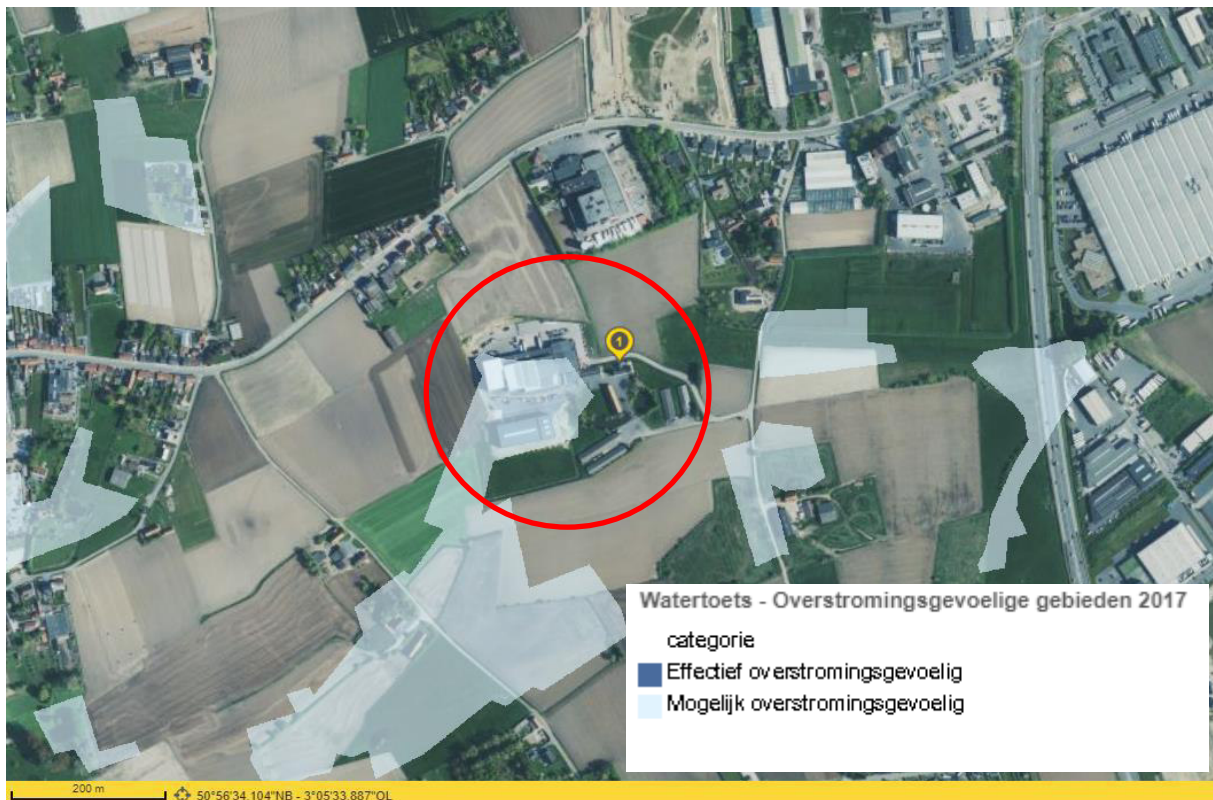 1
Watertoets - Overstromingsgevoelige gebieden 2017
categorie
Effectief overstromingsgevoelig
Mogelijk overstromingsgevoelig
200 m
50°56'34.104"NB - 3°05'33.887"OL